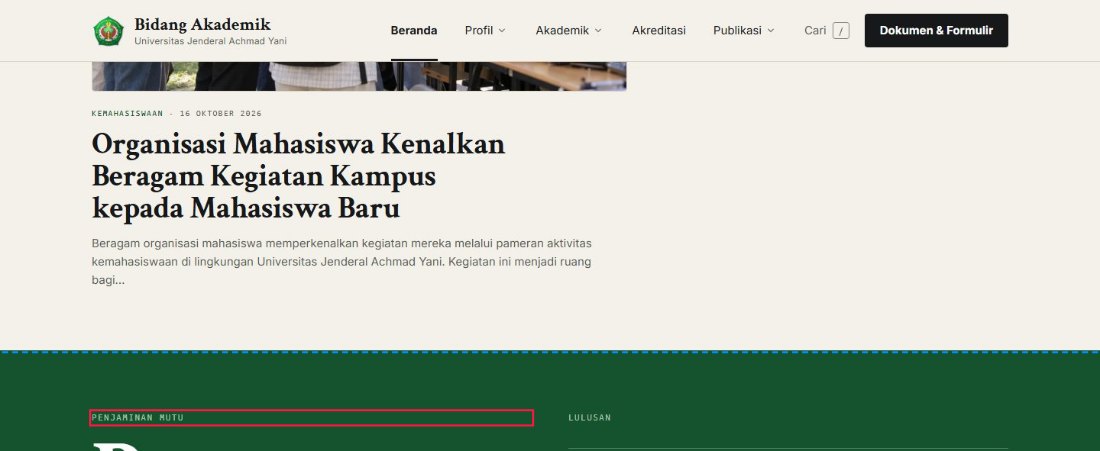 Bidang Akademik
Universitas Jenderal Achmad Yani
Beranda
Profil
Akademik
Akreditasi
Publikasi
Cari /
Dokumen & Formulir
KEMAHASISWAAN · 16 OKTOBER 2026
Organisasi Mahasiswa Kenalkan
Beragam Kegiatan Kampus
kepada Mahasiswa Baru
Beragam organisasi mahasiswa memperkenalkan kegiatan mereka melalui pameran aktivitas
kemahasiswaan di lingkungan Universitas Jenderal Achmad Yani. Kegiatan ini menjadi ruang
bagi...
PENJAMINAN MUTU
LULUSAN